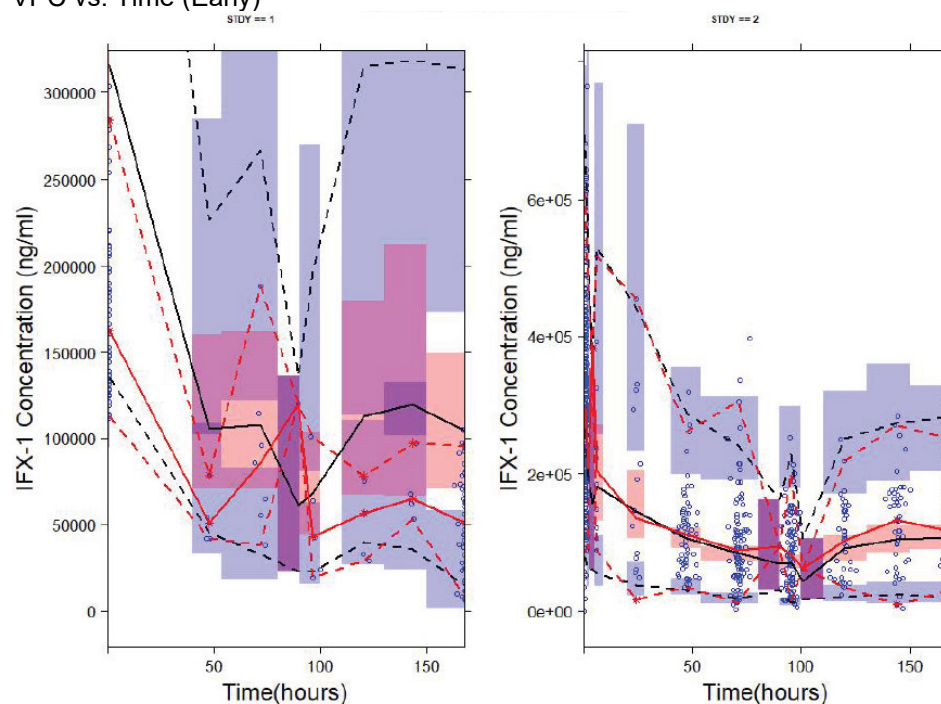 VPC vs. Time (Early)
STDY == 1
STDY == 2
IFX-1 Concentration (ng/ml)
300000
250000
200000
150000
100000
50000
0
50
100
150
Time(hours)
IFX-1 Concentration (ng/ml)
6e+05
4e+05
2e+05
0e+00
50
100
150
Time(hours)